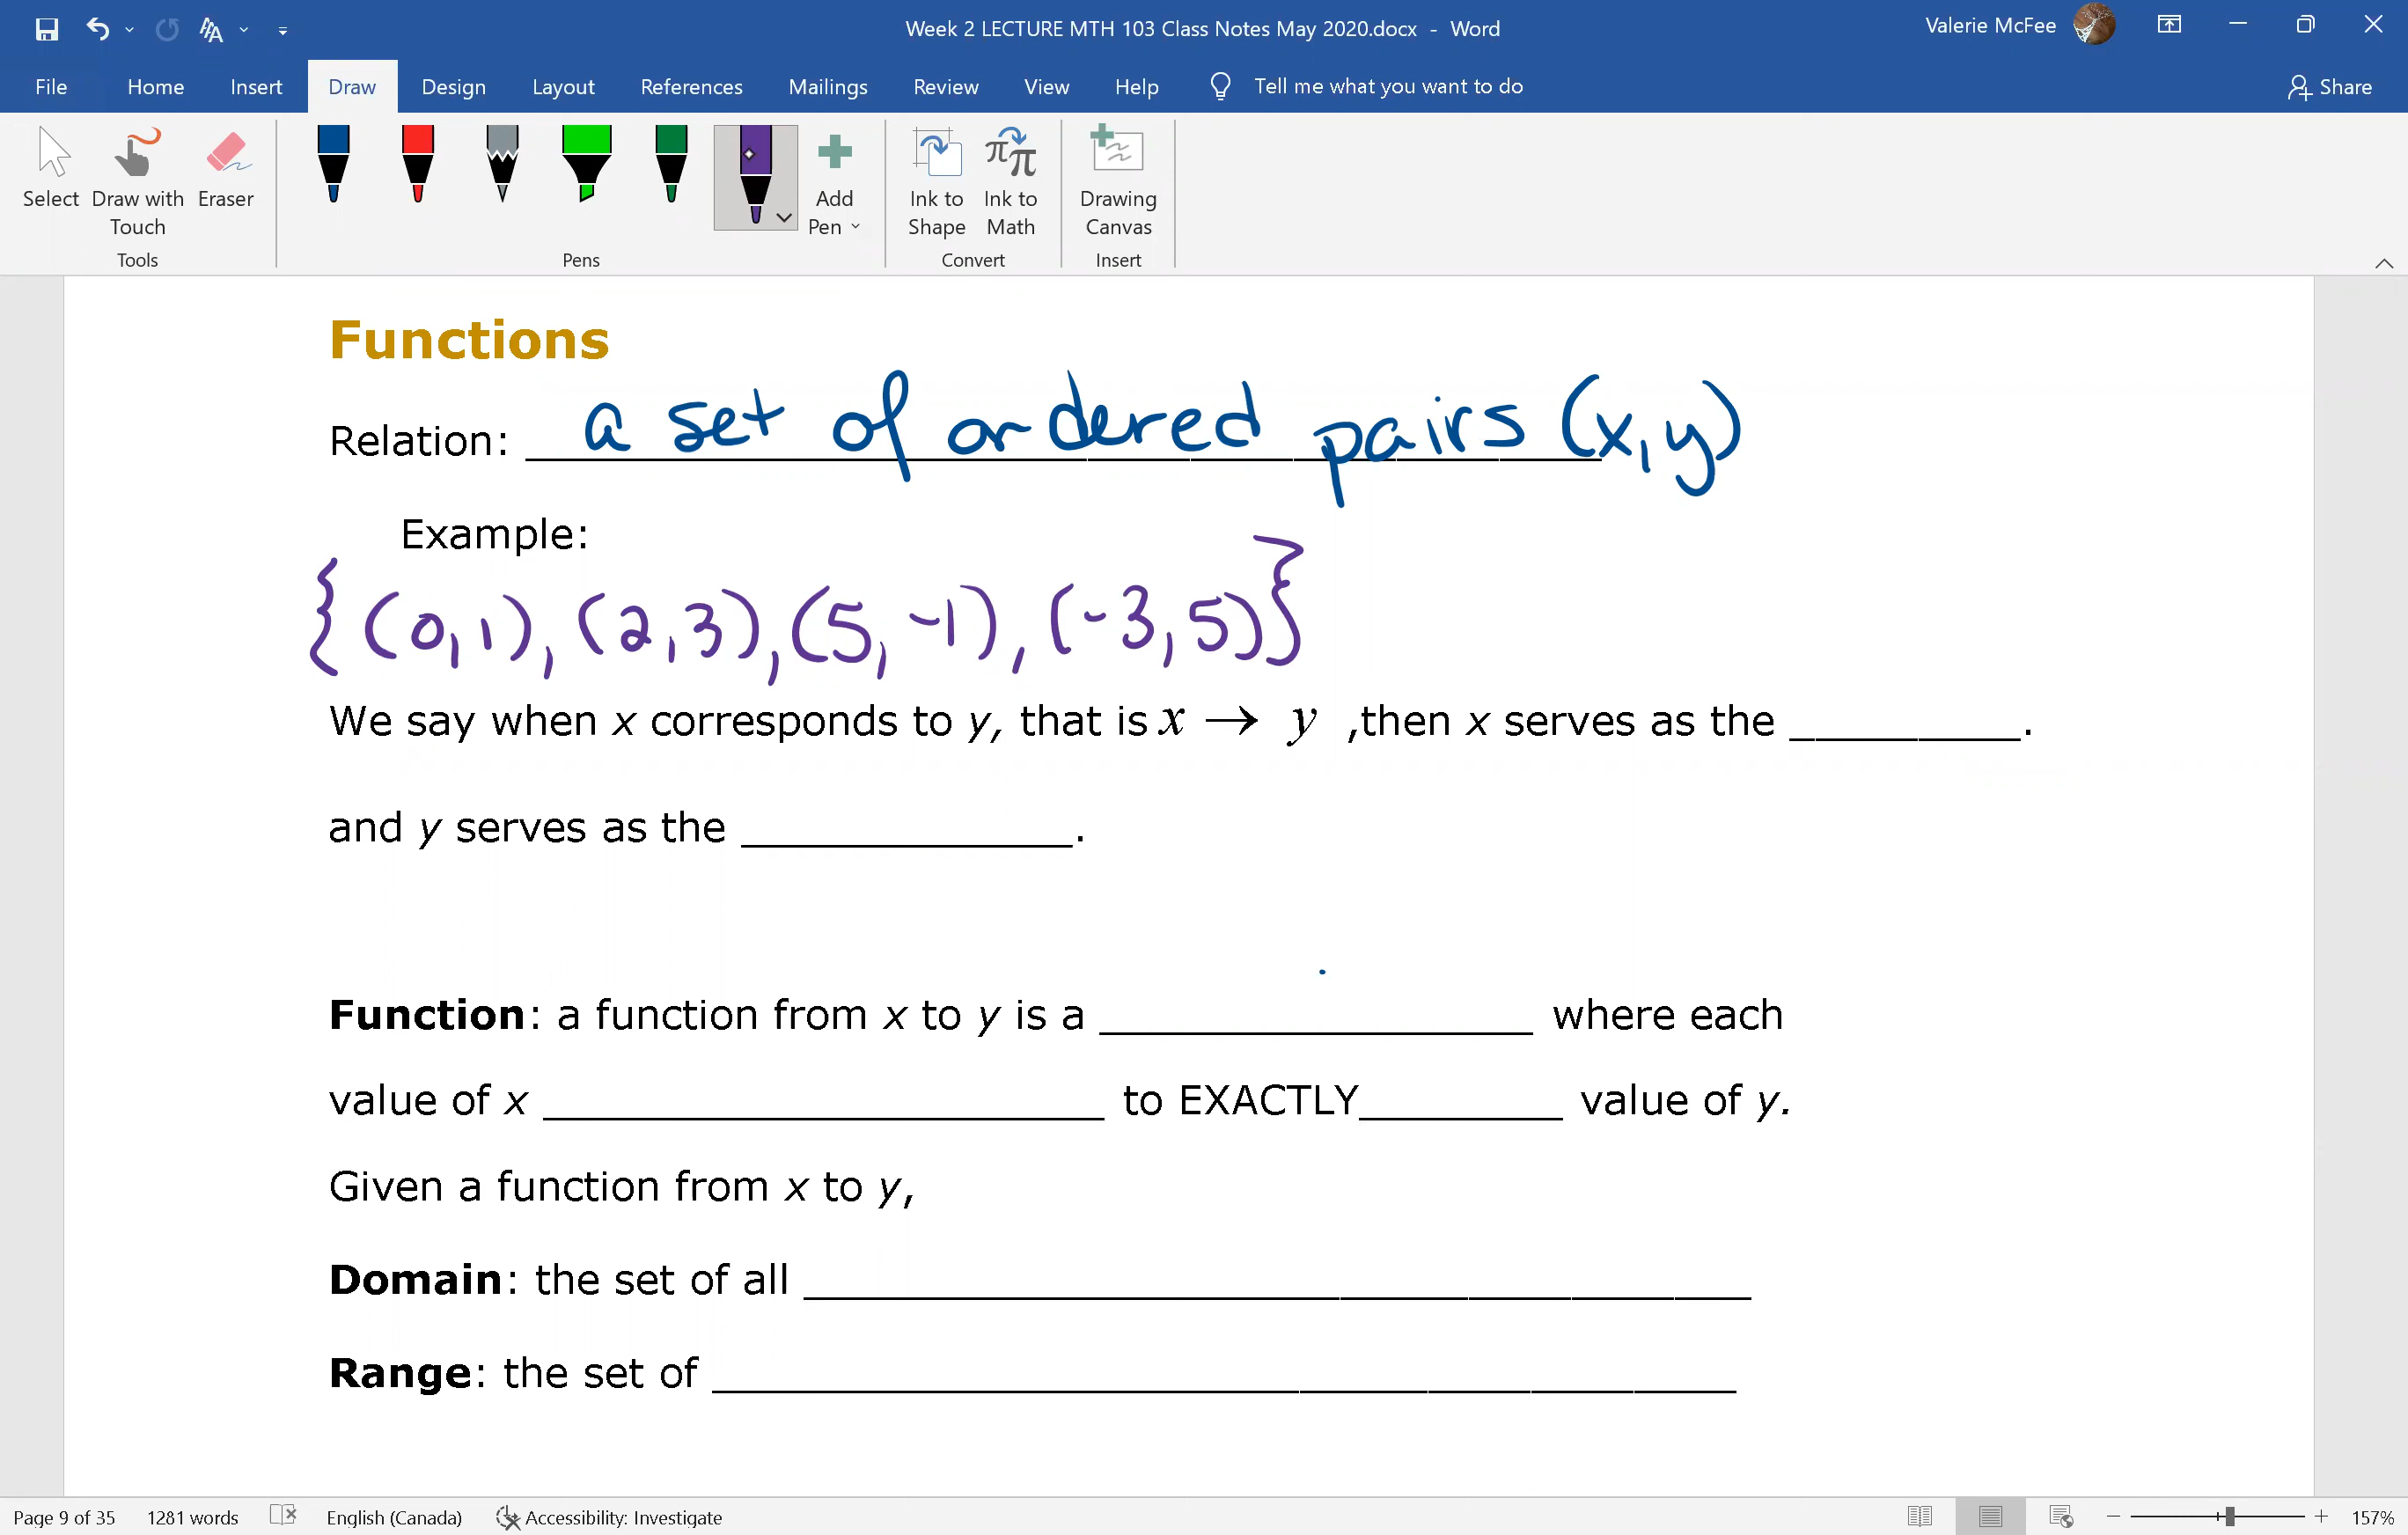 Week 2 LECTURE MTH 103 Class Notes May 2020.docx - Word
Valerie McFee
File Home Insert Draw Design Layout References Mailings Review View Help Tell me what you want to do Share
Select Draw with Touch Eraser Add Pen Ink to Shape Ink to Math Drawing Canvas
Tools Pens Convert Insert
Functions
Relation: a set of ordered pairs (x,y)
Example:
{(0,1), (2,3), (5,-1), (-3,5)}
We say when x corresponds to y, that is x → y ,then x serves as the _________.
and y serves as the _____________.
Function: a function from x to y is a _________________ where each
value of x ______________________ to EXACTLY_______ value of y.
Given a function from x to y,
Domain: the set of all _____________________________________
Range: the set of ________________________________________
Page 9 of 35 1281 words English (Canada) Accessibility: Investigate 157%